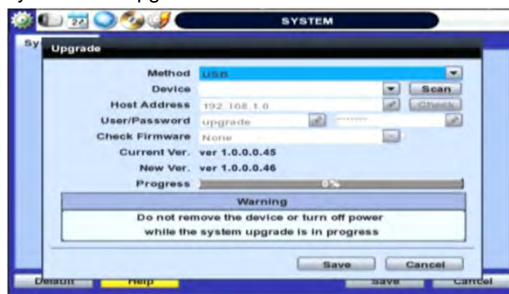 SYSTEM
Sy
Upgrade
Method USB
Device Scan
Host Address 192.168.1.0 Check
User/Password upgrade
Check Firmware None
Current Ver. ver 1.0.0.0.45
New Ver. ver 1.0.0.0.46
Progress 0%
Warning
Do not remove the device or turn off power
while the system upgrade is in progress
Save Cancel
Default Help Save Cancel